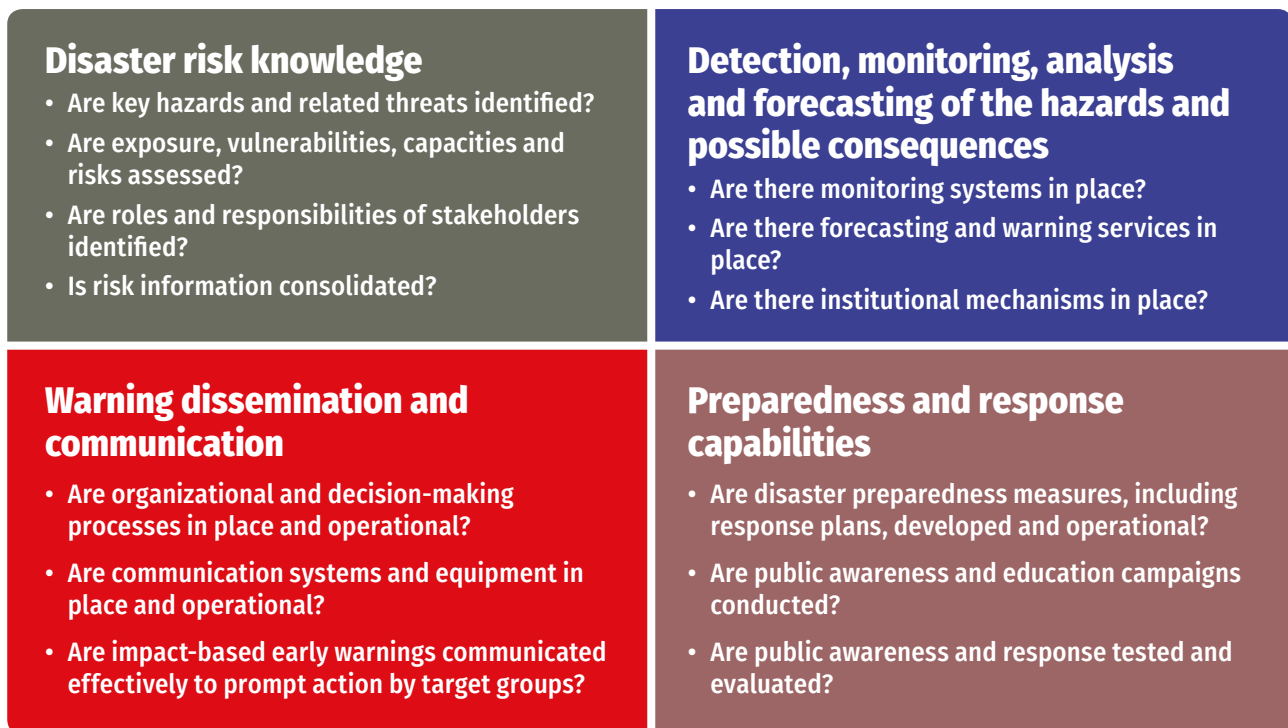 Disaster risk knowledge
• Are key hazards and related threats identified?
• Are exposure, vulnerabilities, capacities and
risks assessed?
• Are roles and responsibilities of stakeholders
identified?
• Is risk information consolidated?
Detection, monitoring, analysis
and forecasting of the hazards and
possible consequences
• Are there monitoring systems in place?
• Are there forecasting and warning services in
place?
• Are there institutional mechanisms in place?
Warning dissemination and
communication
• Are organizational and decision-making
processes in place and operational?
• Are communication systems and equipment in
place and operational?
• Are impact-based early warnings communicated
effectively to prompt action by target groups?
Preparedness and response
capabilities
• Are disaster preparedness measures, including
response plans, developed and operational?
• Are public awareness and education campaigns
conducted?
• Are public awareness and response tested and
evaluated?